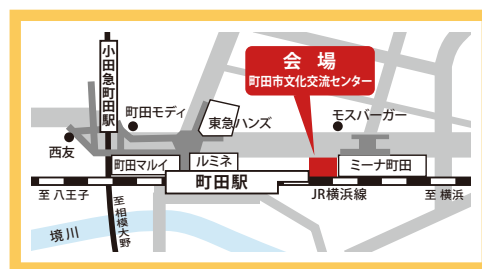 小田急町田駅
会 場
町田市文化交流センター
町田モディ
東急ハンズ
モスバーガー
西友
町田マルイ
ルミネ
ミーナ町田
町田駅
至 八王子
JR横浜線
至 横浜
至相模大野
境川